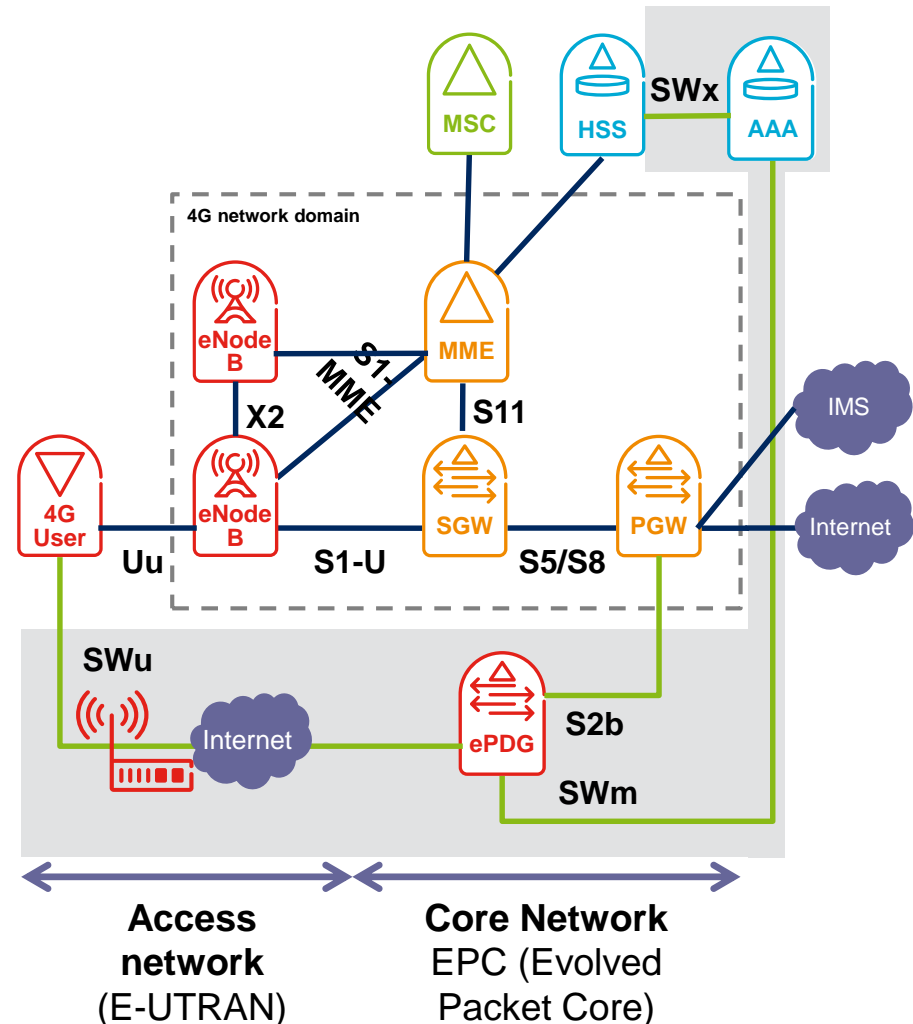 MSC
HSS
SWx
AAA
4G network domain
eNode
B
MME
S1-
MME
X2
S11
IMS
4G
User
eNode
B
SGW
PGW
Internet
Uu
S1-U
S5/S8
SWu
Internet
ePDG
S2b
SWm
Access
network
(E-UTRAN)
Core Network
EPC (Evolved
Packet Core)